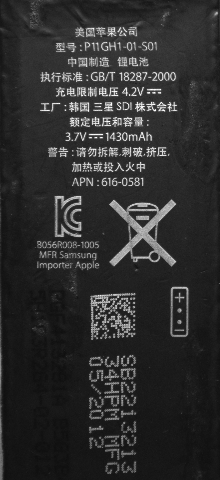 美国苹果公司
型号：P11GH1-01-S01
中国制造 锂电池
执行标准：GB/T 18287-2000
充电限制电压 4.2V⎓
工厂：韩国 三星 SDI 株式会社
额定电压和容量：
3.7V⎓1430mAh
警告：请勿拆解.刺破.挤压.
加热或投入火中
APN : 616-0581
B056R008-1005
MFR Samsung
Importer Apple
SB2213213
34HPM_MFG
05/2012